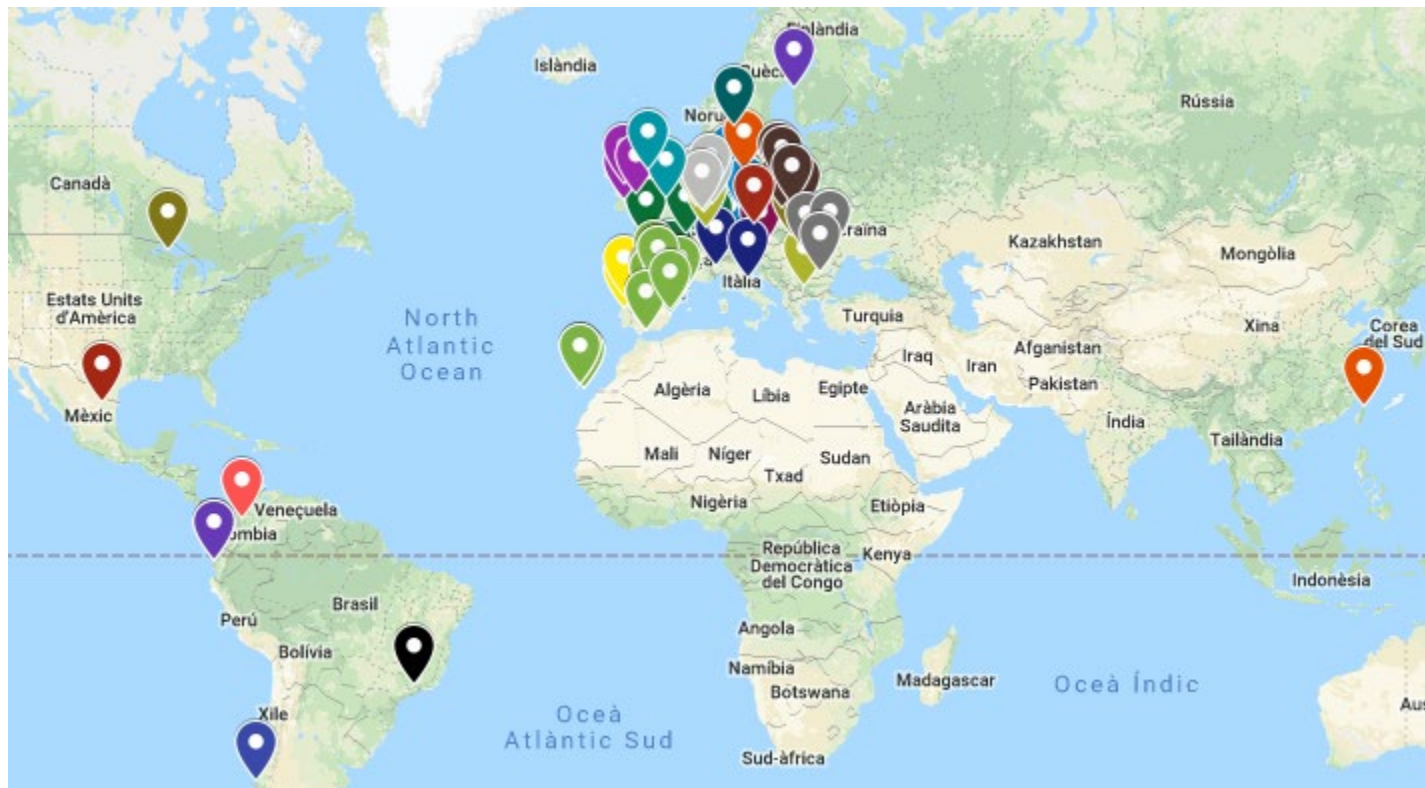 Islàndia
Finlàndia
Suèc
Noru
Rússia
Canadà
raïna
Kazakhstan
Mongòlia
Itàlia
Estats Units
d'Amèrica
North
Atlantic
Ocean
Turquia
Xina
Corea
del Sud
Iraq
Iran
Afganistan
Pakistan
Algèria
Líbia
Egipte
Aràbia
Saudita
Índia
Tailàndia
Mèxic
Mali
Níger
Txad
Sudan
Nigèria
Etiòpia
Veneçuela
ombia
República
Democràtica
del Congo
Kenya
Indonèsia
Brasil
Perú
Angola
Bolívia
Namíbia
Botswana
Madagascar
Oceà Índic
Aus
Xile
Oceà
Atlàntic Sud
Sud-àfrica